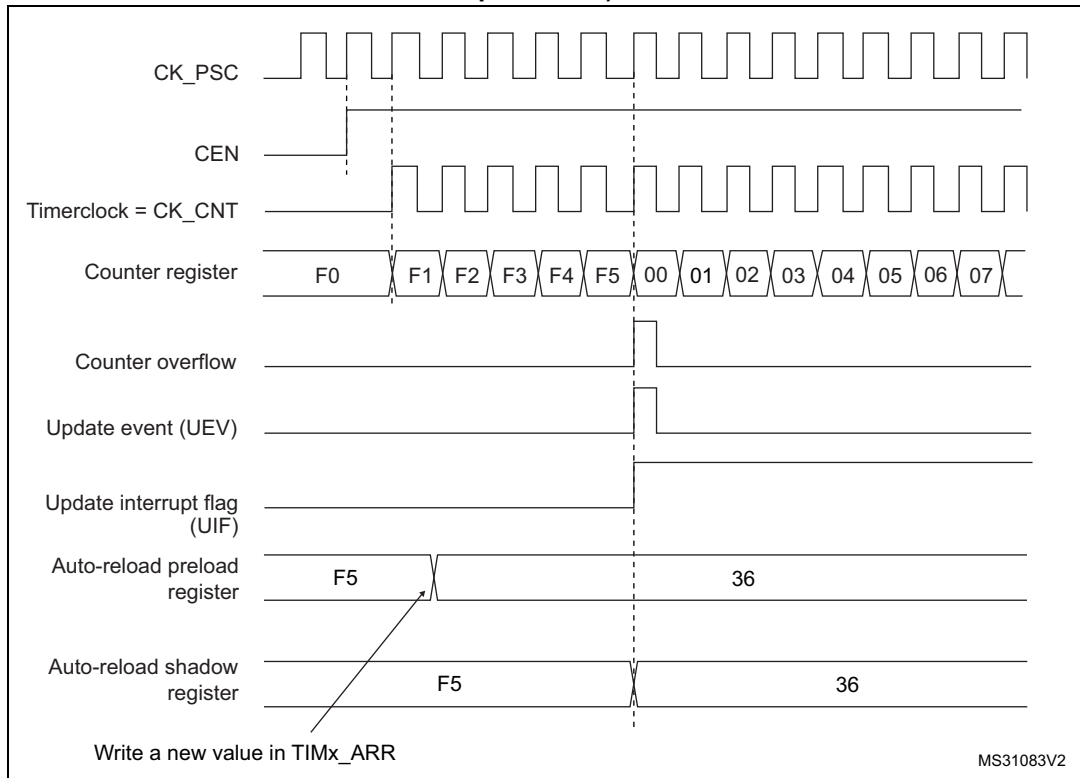 CK_PSC
CEN
Timerclock = CK_CNT
Counter register F0 F1 F2 F3 F4 F5 00 01 02 03 04 05 06 07
Counter overflow
Update event (UEV)
Update interrupt flag
(UIF)
Auto-reload preload
register
F5 36
Auto-reload shadow
register
F5 36
Write a new value in TIMx_ARR
MS31083V2